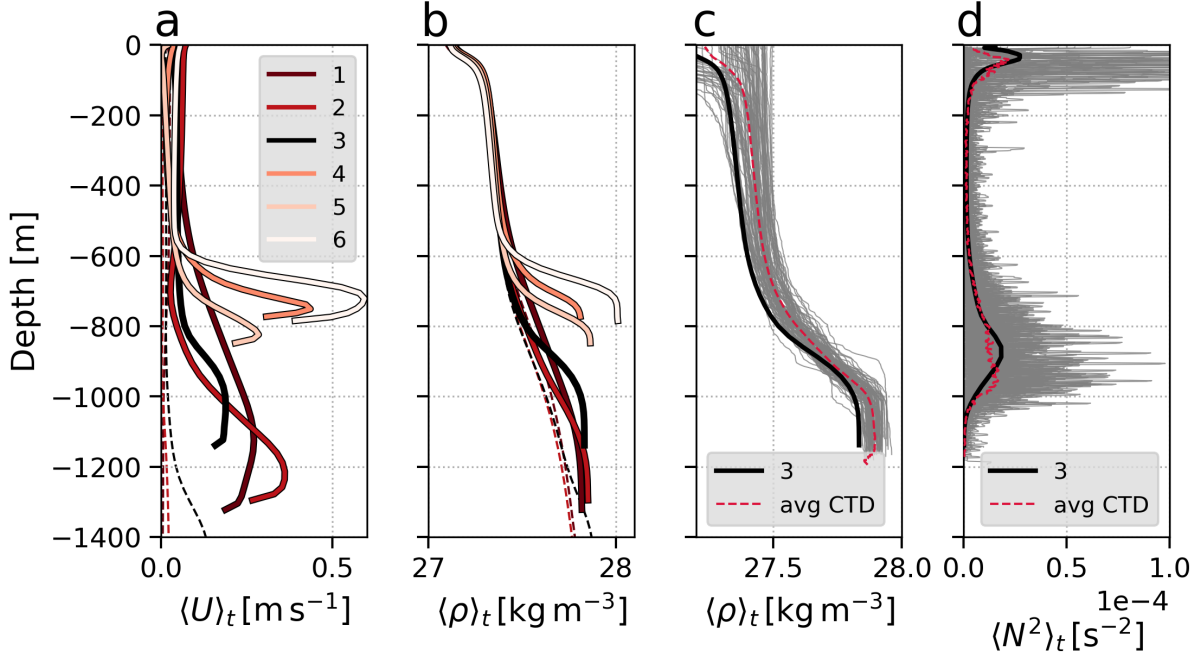 a
b
c
d
Depth [m]
0
−200
−400
−600
−800
−1000
−1200
−1400
1
2
3
4
5
6
0.0
0.5
⟨U⟩t [m s−1]
27
28
⟨ρ⟩t [kg m−3]
3
avg CTD
27.5
28.0
⟨ρ⟩t [kg m−3]
3
avg CTD
0.0
0.5
1.0
1e−4
⟨N2⟩t [s−2]